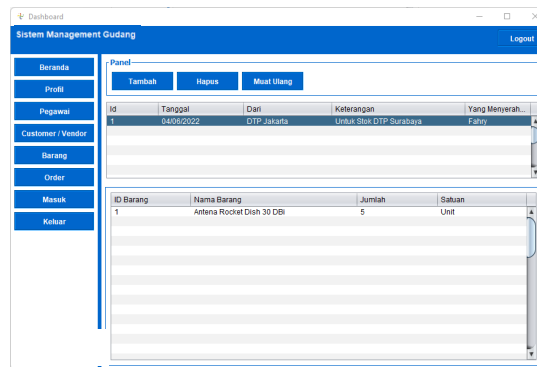 Dashboard
Sistem Management Gudang
Logout
Beranda
Profil
Pegawai
Customer / Vendor
Barang
Order
Masuk
Keluar
Panel
Tambah Hapus Muat Ulang
Id Tanggal Dari Keterangan Yang Menyerah...
1 04/06/2022 DTP Jakarta Untuk Stok DTP Surabaya Fahry
ID Barang Nama Barang Jumlah Satuan
1 Antena Rocket Dish 30 DBi 5 Unit